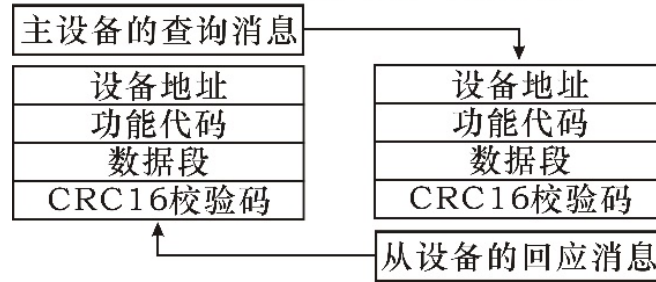 主设备的查询消息
设备地址
功能代码
数据段
CRC16校验码
设备地址
功能代码
数据段
CRC16校验码
从设备的回应消息